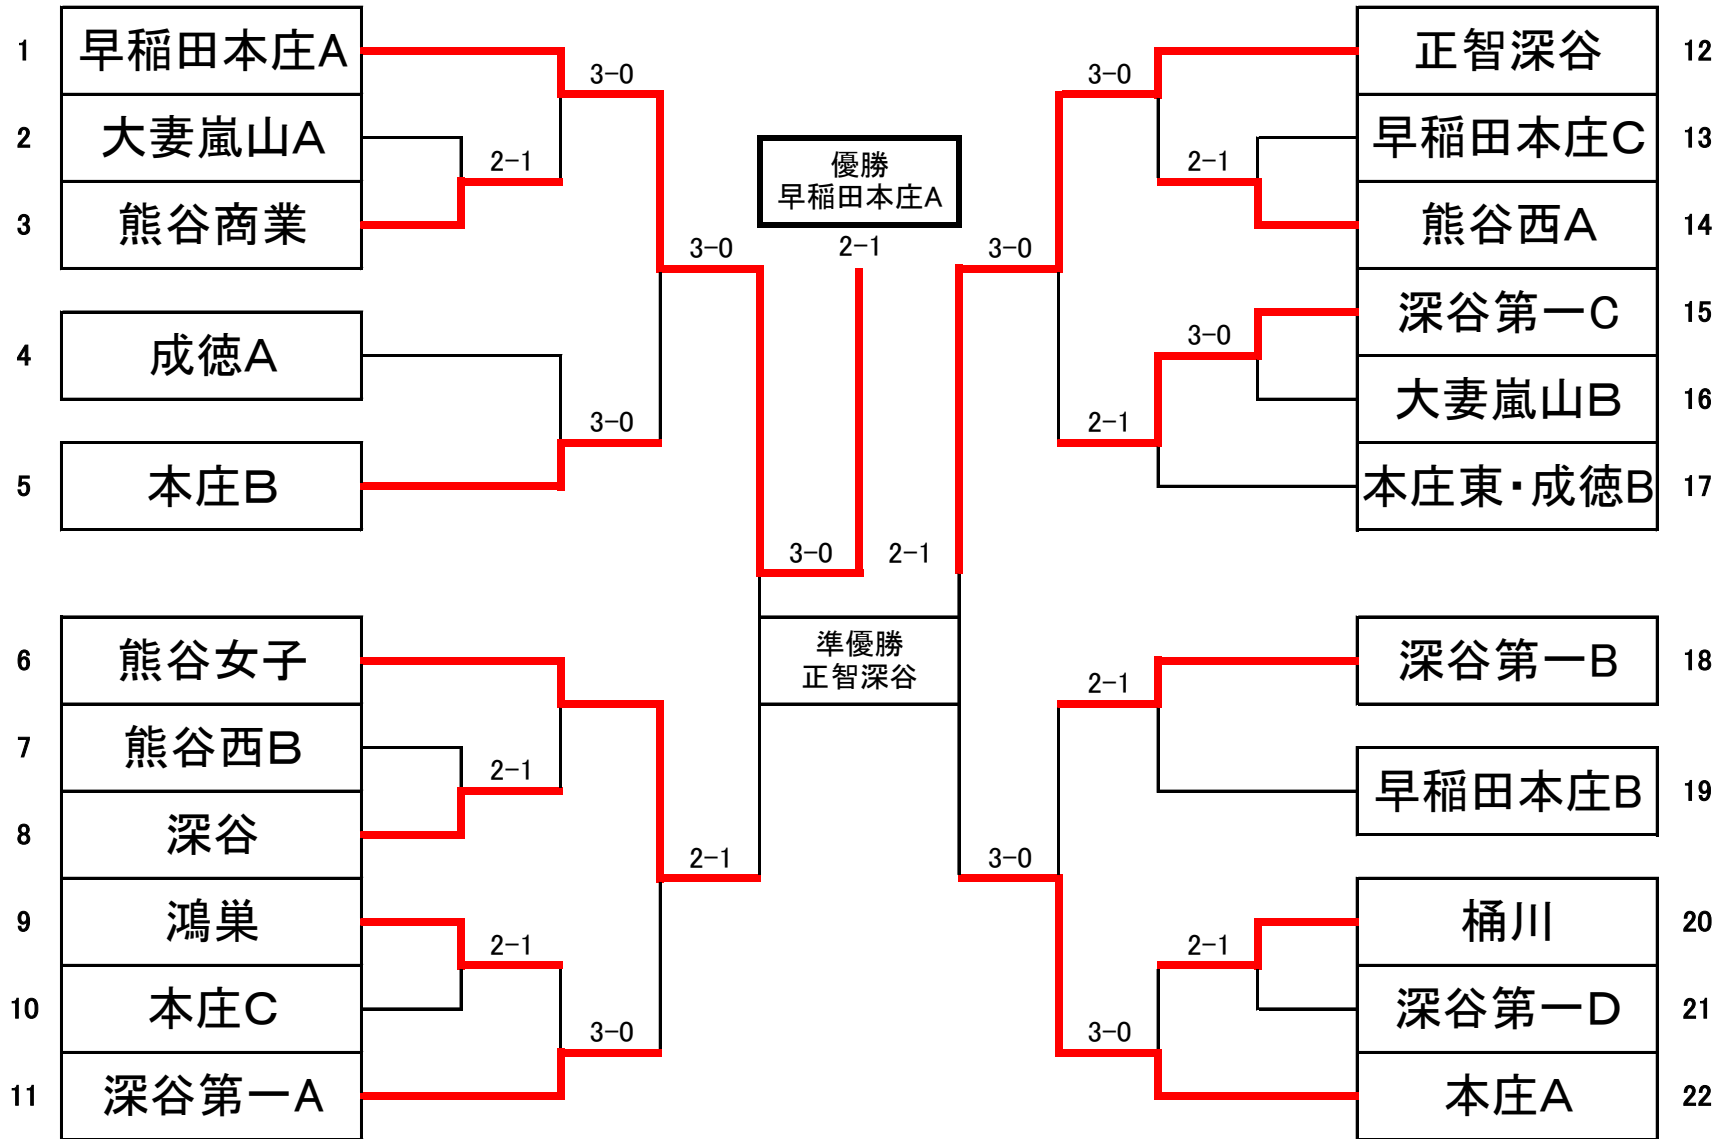 1 早稲田本庄A
2 大妻嵐山A
3 熊谷商業
4 成徳A
5 本庄B
6 熊谷女子
7 熊谷西B
8 深谷
9 鴻巣
10 本庄C
11 深谷第一A
3-0
2-1
3-0
3-0
2-1
2-1
3-0
2-1
優勝
早稲田本庄A
2-1
3-0
2-1
準優勝
正智深谷
3-0
3-0
2-1
3-0
2-1
2-1
3-0
2-1
3-0
正智深谷 12
早稲田本庄C 13
熊谷西A 14
深谷第一C 15
大妻嵐山B 16
本庄東・成徳B 17
深谷第一B 18
早稲田本庄B 19
桶川 20
深谷第一D 21
本庄A 22